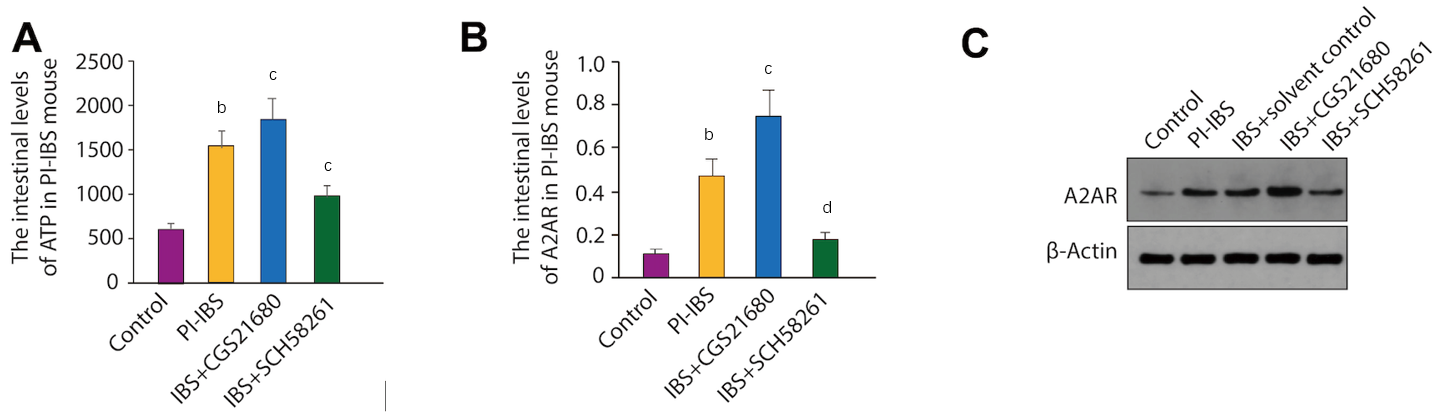 A
The intestinal levels
of ATP in PI-IBS mouse
2500
2000
1500
1000
500
0
b
c
c
Control
PI-IBS
IBS+CGS21680
IBS+SCH58261
B
The intestinal levels
of A2AR in PI-IBS mouse
1.0
0.8
0.6
0.4
0.2
0
b
c
d
Control
PI-IBS
IBS+CGS21680
IBS+SCH58261
C
Control
PI-IBS
IBS+solvent control
IBS+CGS21680
IBS+SCH58261
A2AR
β-Actin